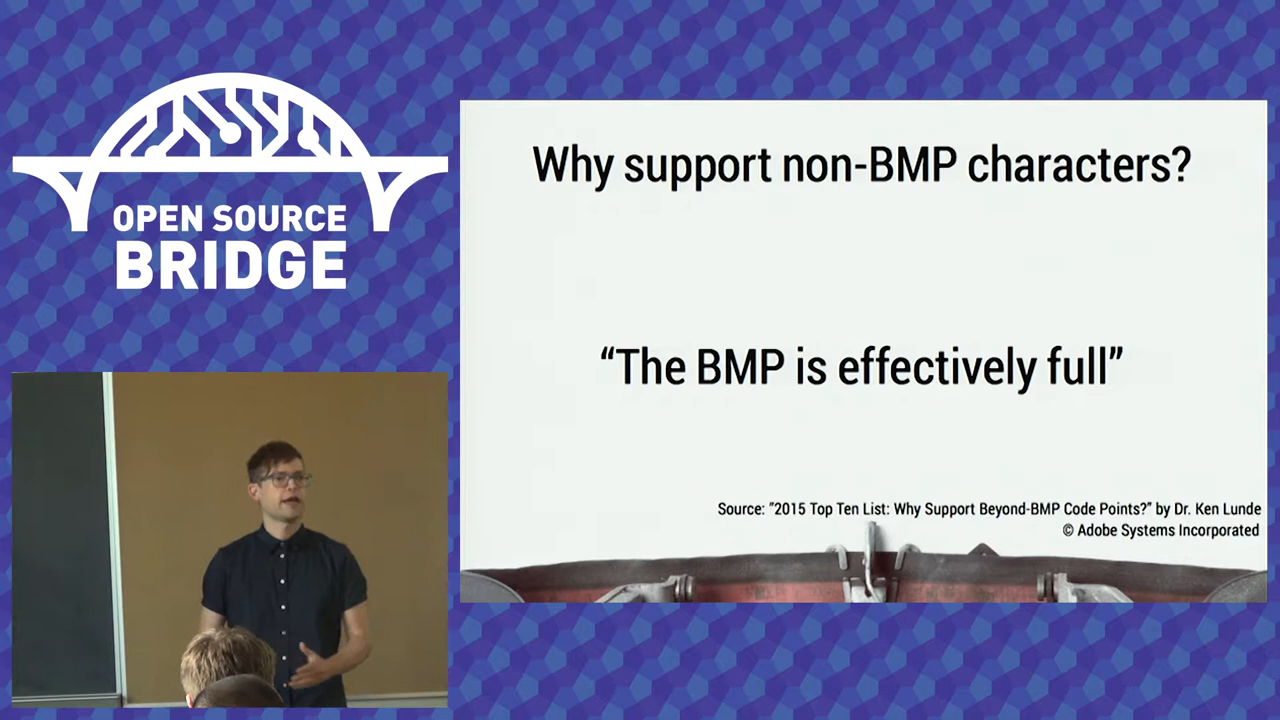 OPEN SOURCE
BRIDGE
Why support non-BMP characters?
“The BMP is effectively full”
Source: "2015 Top Ten List: Why Support Beyond-BMP Code Points?" by Dr. Ken Lunde
© Adobe Systems Incorporated